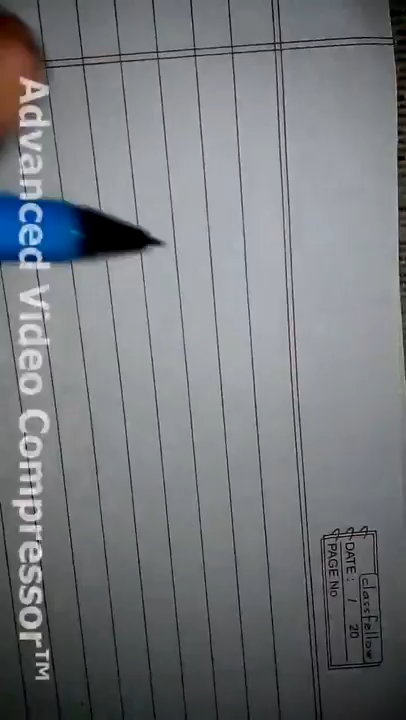 classfellow
DATE: / 20
PAGE No
Advanced Video Compressor™